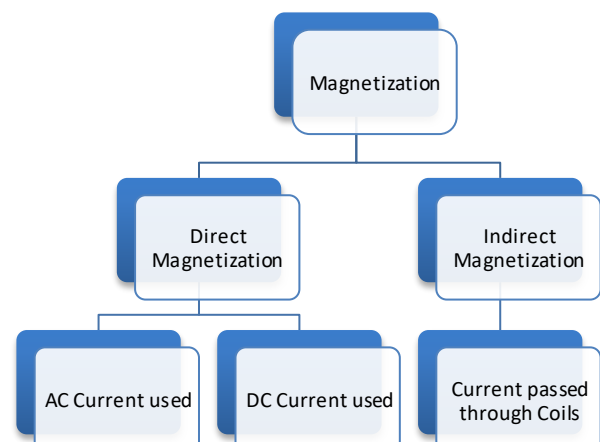 Magnetization
Direct
Magnetization
Indirect
Magnetization
AC Current used
DC Current used
Current passed
through Coils